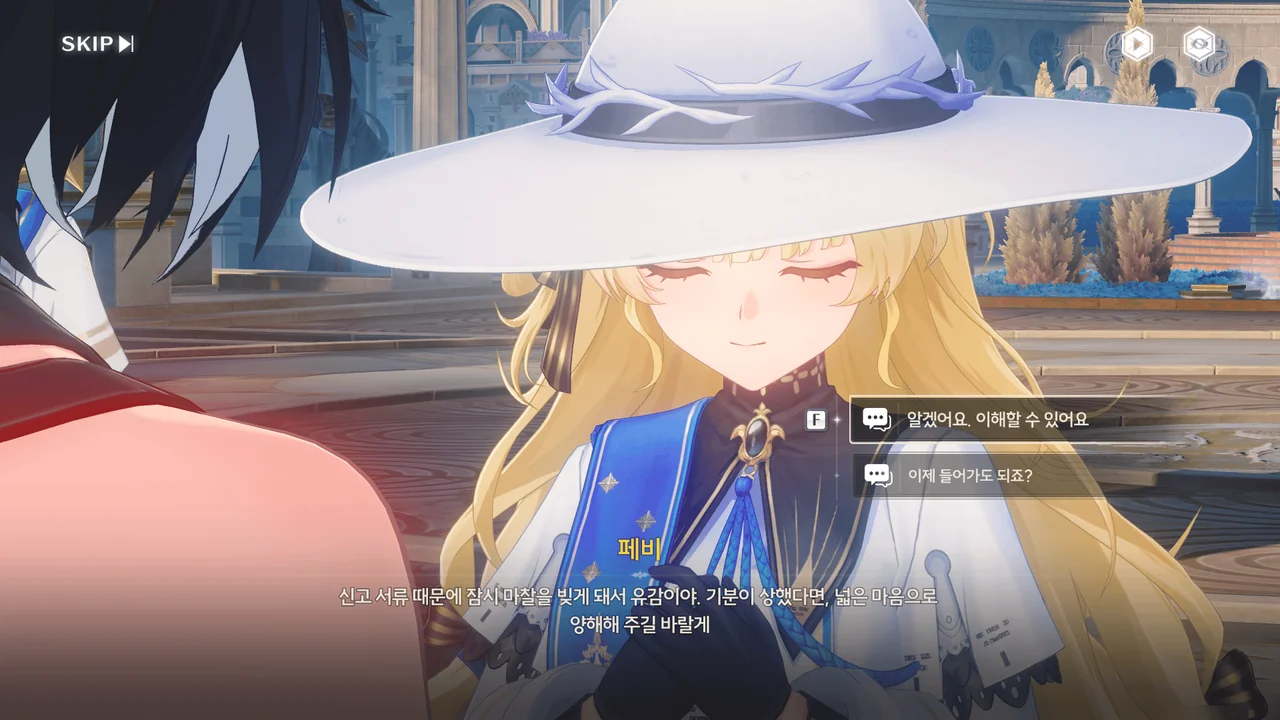 SKIP
F
알겠어요. 이해할 수 있어요
이제 들어가도 되죠?
페비
신고 서류 때문에 잠시 마찰을 빚게 돼서 유감이야. 기분이 상했다면, 넓은 마음으로
양해해 주길 바랄게